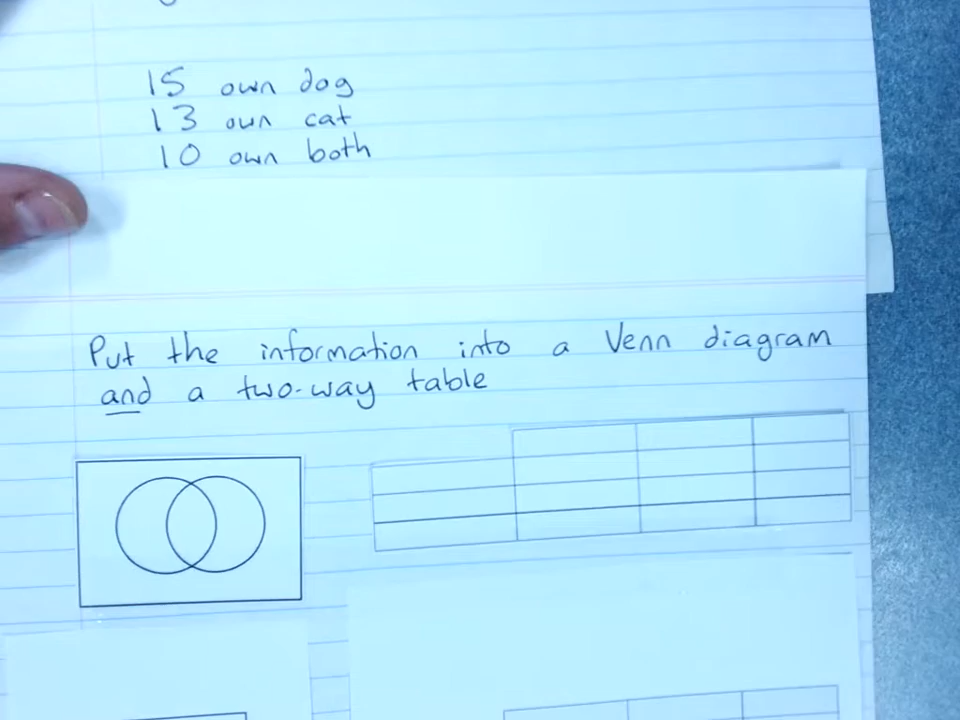 15 own dog
13 own cat
10 own both
Put the information into a Venn diagram
and a two-way table